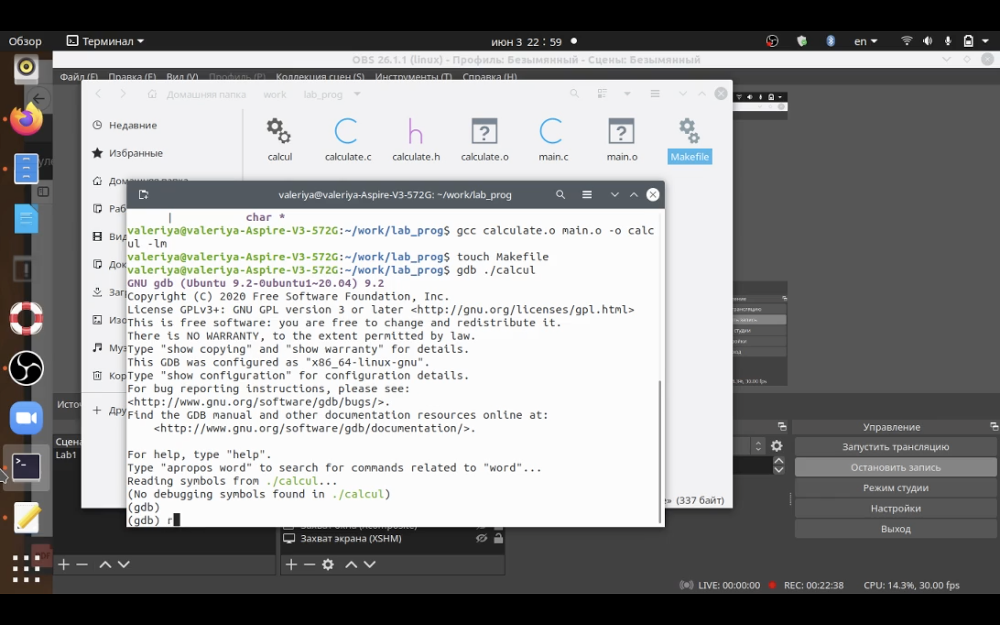 Обзор
Терминал
июн 3 22 : 59
en
OBS 26.1.1 (linux) - Профиль: Безымянный - Сцены: Безымянный
Файл (F) Правка (E) Вид (V) Профиль (P) Коллекция сцен (S) Инструменты (T) Справка (H)
Домашняя папка work lab_prog
Недавние
Избранные
calcul calculate.c calculate.h calculate.o main.c main.o Makefile
Домашняя папка
Раб
Вид
Док
Заг
Изо
Муз
Кор
Дру
valeriya@valeriya-Aspire-V3-572G: ~/work/lab_prog
| char *
valeriya@valeriya-Aspire-V3-572G:~/work/lab_prog$ gcc calculate.o main.o -o calc
ul -lm
valeriya@valeriya-Aspire-V3-572G:~/work/lab_prog$ touch Makefile
valeriya@valeriya-Aspire-V3-572G:~/work/lab_prog$ gdb ./calcul
GNU gdb (Ubuntu 9.2-0ubuntu1~20.04) 9.2
Copyright (C) 2020 Free Software Foundation, Inc.
License GPLv3+: GNU GPL version 3 or later <http://gnu.org/licenses/gpl.html>
This is free software: you are free to change and redistribute it.
There is NO WARRANTY, to the extent permitted by law.
Type "show copying" and "show warranty" for details.
This GDB was configured as "x86_64-linux-gnu".
Type "show configuration" for configuration details.
For bug reporting instructions, please see:
<http://www.gnu.org/software/gdb/bugs/>.
Find the GDB manual and other documentation resources online at:
<http://www.gnu.org/software/gdb/documentation/>.
For help, type "help".
Type "apropos word" to search for commands related to "word"...
Reading symbols from ./calcul...
(No debugging symbols found in ./calcul)
(gdb)
(gdb) r
» (337 байт)
Источ
Сцена
Lab1
Захват экрана (XSHM)
Управление
Запустить трансляцию
Остановить запись
Режим студии
Настройки
Выход
LIVE: 00:00:00 REC: 00:22:38 CPU: 14.3%, 30.00 fps